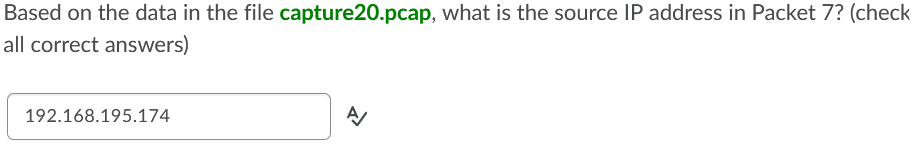 Based on the data in the file capture20.pcap, what is the source IP address in Packet 7? (check
all correct answers)
192.168.195.174